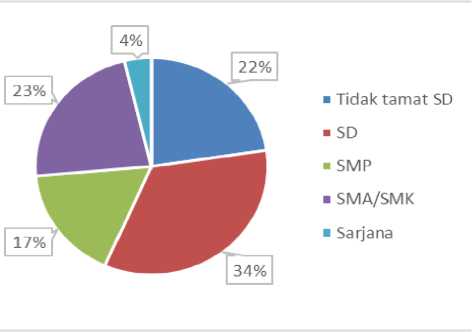 4%
22%
23%
17%
34%
Tidak tamat SD
SD
SMP
SMA/SMK
Sarjana